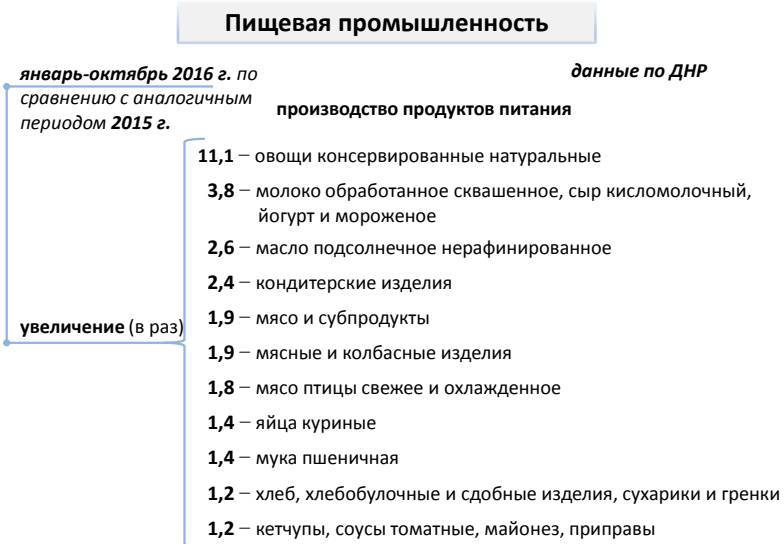 Пищевая промышленность
январь-октябрь 2016 г. по
сравнению с аналогичным
периодом 2015 г.
данные по ДНР
производство продуктов питания
увеличение (в раз)
11,1 – овощи консервированные натуральные
3,8 – молоко обработанное сквашенное, сыр кисломолочный,
йогурт и мороженое
2,6 – масло подсолнечное нерафинированное
2,4 – кондитерские изделия
1,9 – мясо и субпродукты
1,9 – мясные и колбасные изделия
1,8 – мясо птицы свежее и охлажденное
1,4 – яйца куриные
1,4 – мука пшеничная
1,2 – хлеб, хлебобулочные и сдобные изделия, сухарики и гренки
1,2 – кетчупы, соусы томатные, майонез, приправы